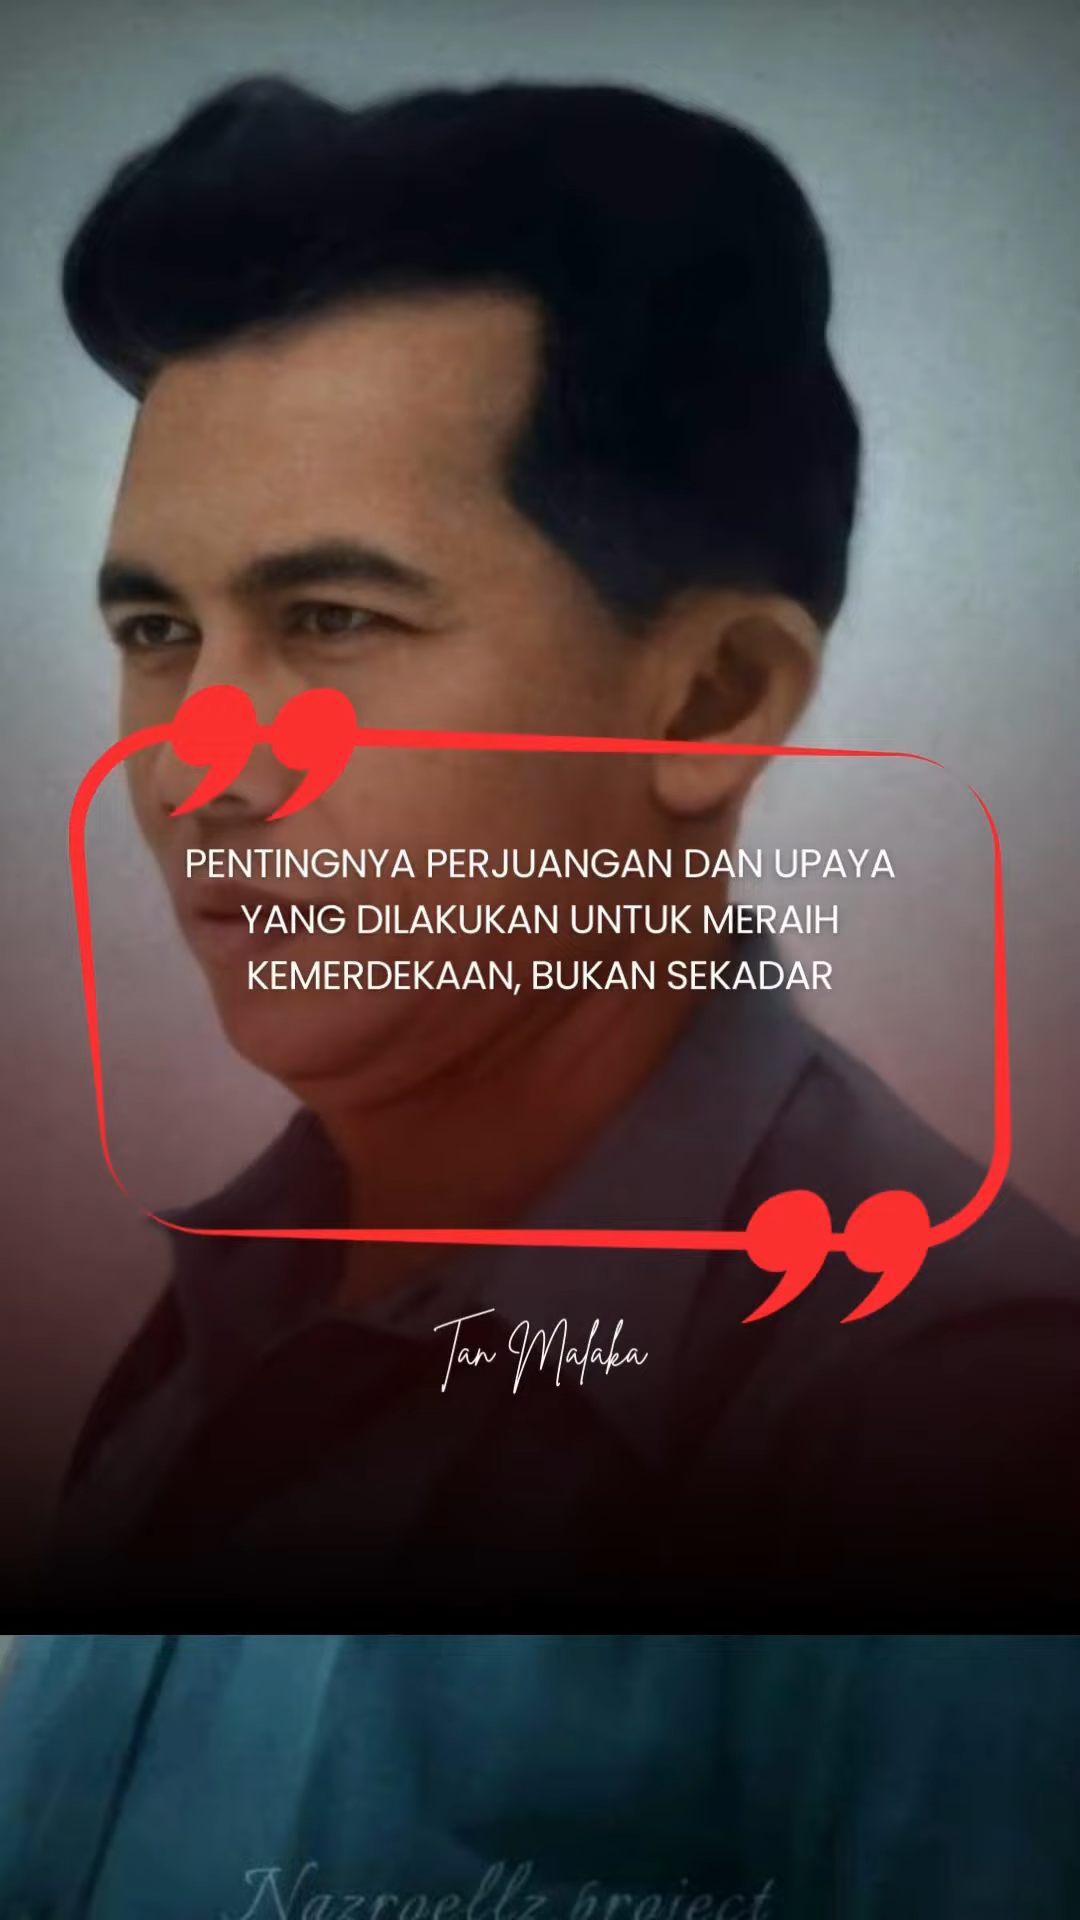 PENTINGNYA PERJUANGAN DAN UPAYA
YANG DILAKUKAN UNTUK MERAIH
KEMERDEKAAN, BUKAN SEKADAR
Tan Malaka
Nazroellz project